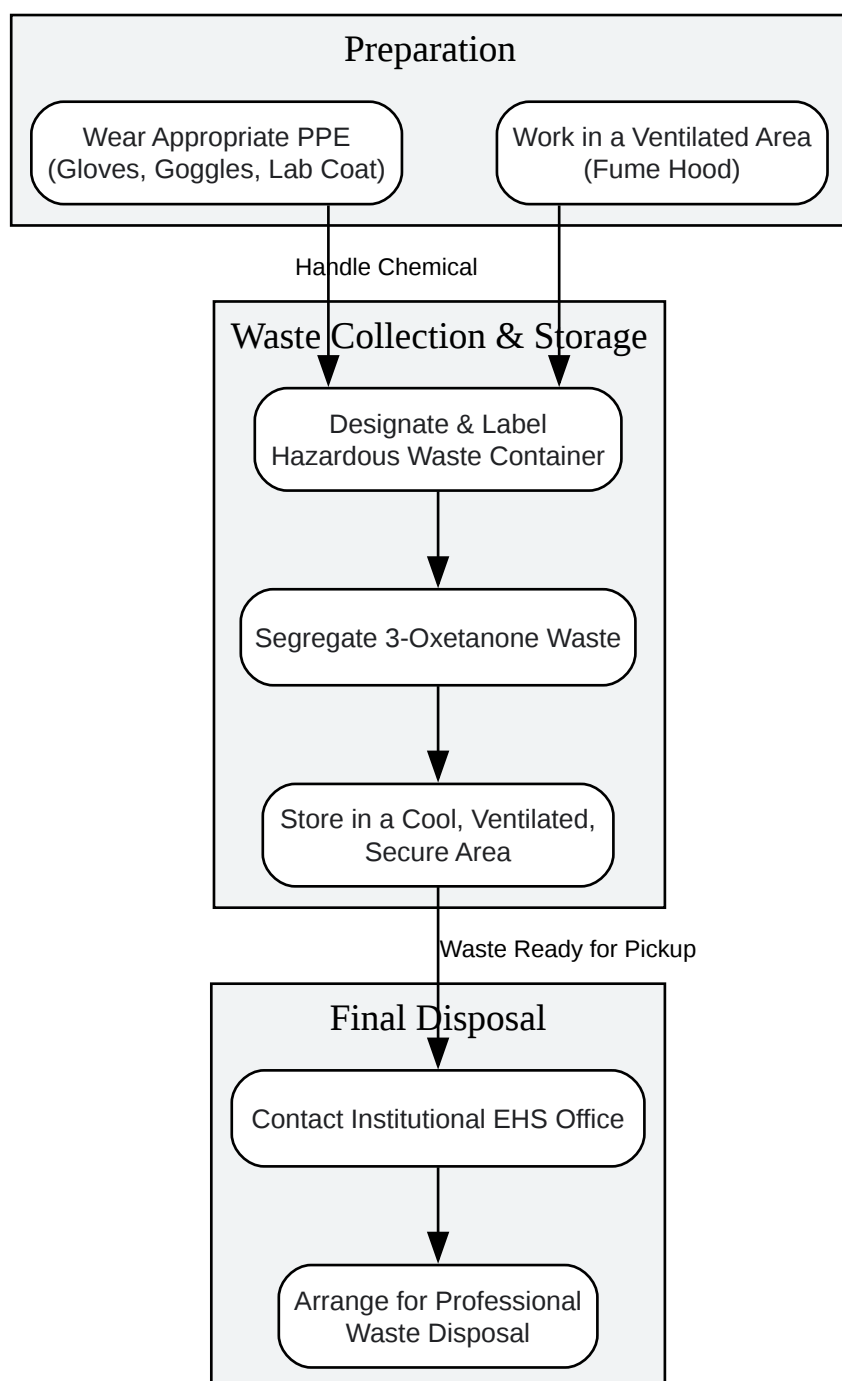 Preparation
Wear Appropriate PPE
(Gloves, Goggles, Lab Coat)
Work in a Ventilated Area
(Fume Hood)
Handle Chemical
Waste Collection & Storage
Designate & Label
Hazardous Waste Container
Segregate 3-Oxetanone Waste
Store in a Cool, Ventilated,
Secure Area
Waste Ready for Pickup
Final Disposal
Contact Institutional EHS Office
Arrange for Professional
Waste Disposal